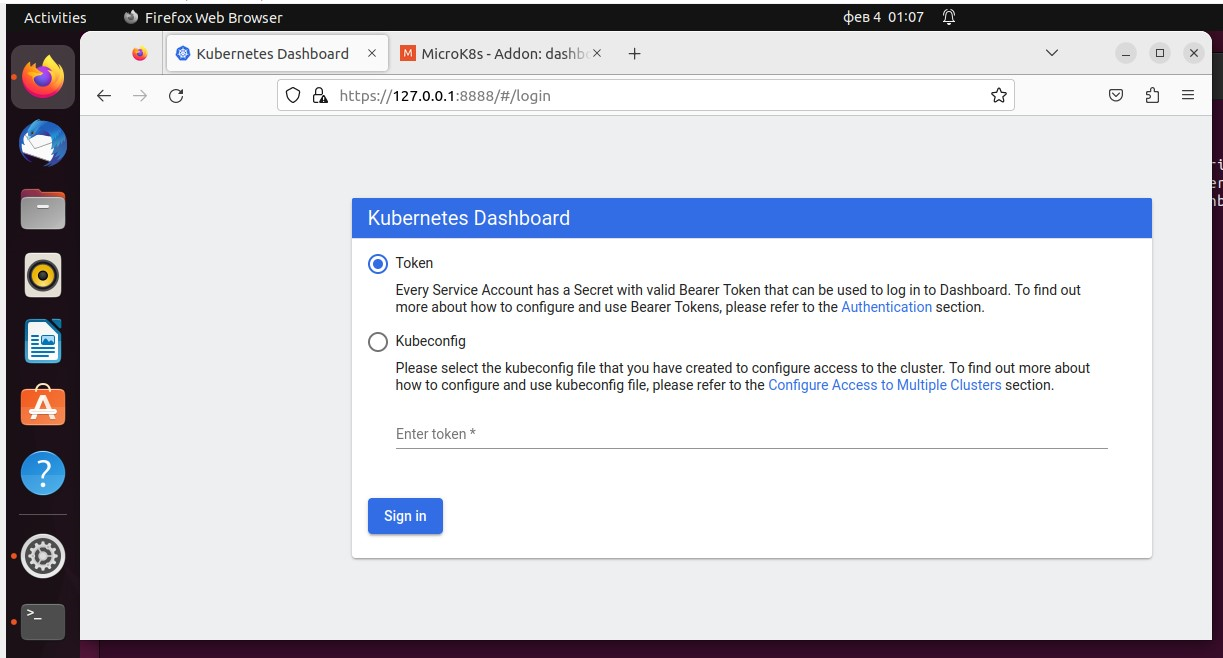 Activities
Firefox Web Browser
фев 4 01:07
Kubernetes Dashboard
MicroK8s - Addon: dashb
https://127.0.0.1:8888/#/login
Kubernetes Dashboard
Token
Every Service Account has a Secret with valid Bearer Token that can be used to log in to Dashboard. To find out
more about how to configure and use Bearer Tokens, please refer to the Authentication section.
Kubeconfig
Please select the kubeconfig file that you have created to configure access to the cluster. To find out more about
how to configure and use kubeconfig file, please refer to the Configure Access to Multiple Clusters section.
Enter token *
Sign in